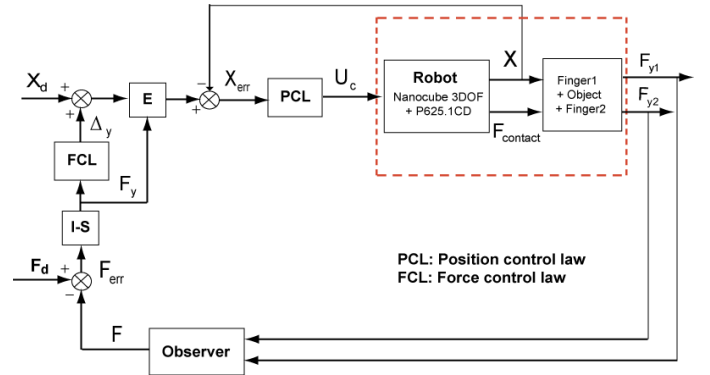 X_d
+
+
Δ_y
E
−
+
X_err
PCL
U_c
Robot
Nanocube 3DOF
+ P625.1CD
X
F_contact
Finger1
+ Object
+ Finger2
F_y1
F_y2
FCL
F_y
I-S
F_d
+
−
F_err
F
Observer
PCL: Position control law
FCL: Force control law